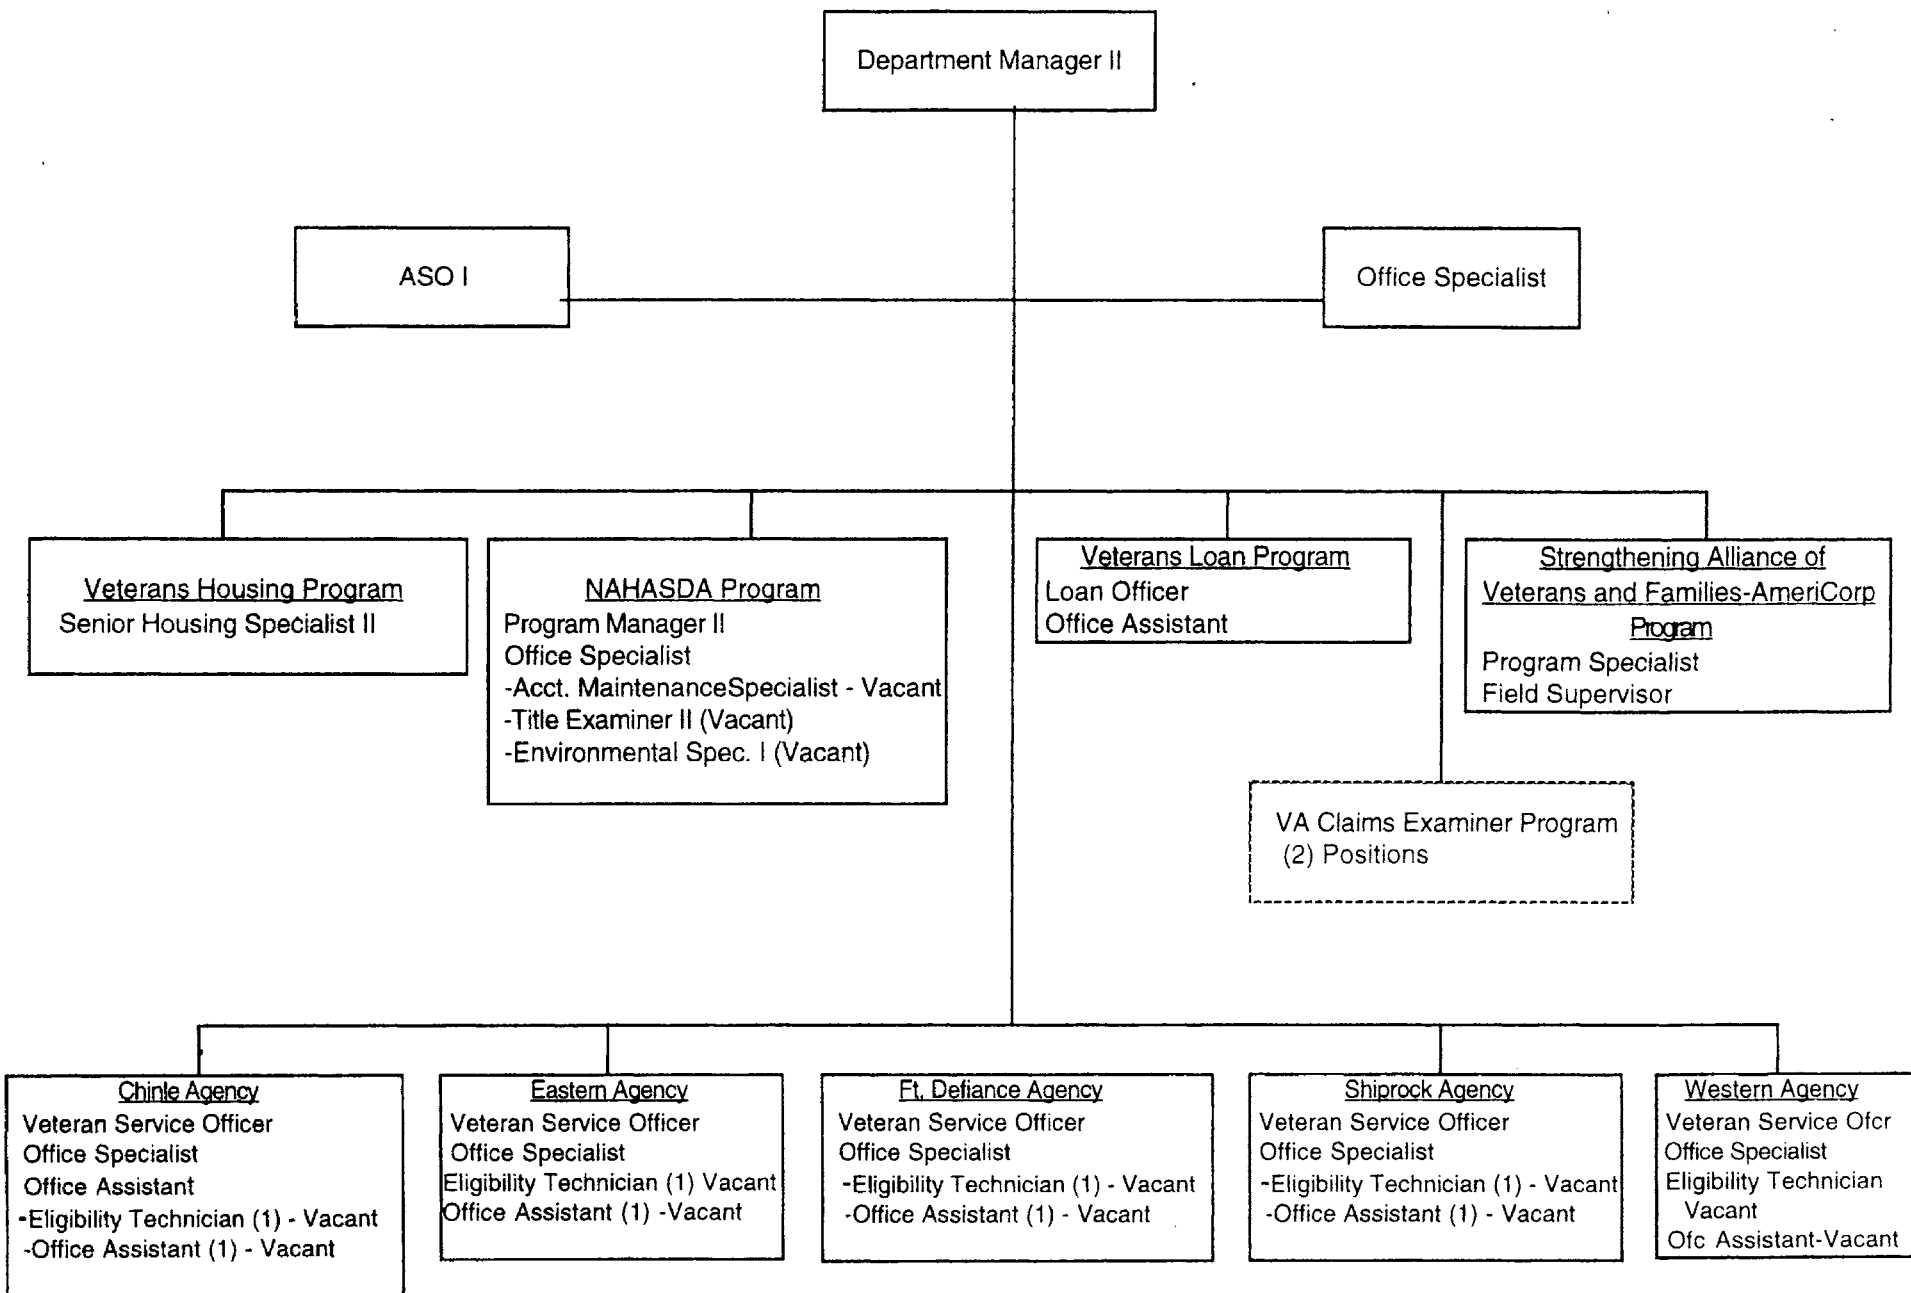 Department Manager II
ASO I
Office Specialist
Veterans Housing Program
Senior Housing Specialist II
NAHASDA Program
Program Manager II
Office Specialist
-Acct. MaintenanceSpecialist - Vacant
-Title Examiner II (Vacant)
-Environmental Spec. I (Vacant)
Veterans Loan Program
Loan Officer
Office Assistant
Strengthening Alliance of
Veterans and Families-AmeriCorp
Program
Program Specialist
Field Supervisor
VA Claims Examiner Program
(2) Positions
Chinle Agency
Veteran Service Officer
Office Specialist
Office Assistant
-Eligibility Technician (1) - Vacant
-Office Assistant (1) - Vacant
Eastern Agency
Veteran Service Officer
Office Specialist
Eligibility Technician (1) Vacant
Office Assistant (1) -Vacant
Ft. Defiance Agency
Veteran Service Officer
Office Specialist
-Eligibility Technician (1) - Vacant
-Office Assistant (1) - Vacant
Shiprock Agency
Veteran Service Officer
Office Specialist
-Eligibility Technician (1) - Vacant
-Office Assistant (1) - Vacant
Western Agency
Veteran Service Ofcr
Office Specialist
Eligibility Technician
Vacant
Ofc Assistant-Vacant